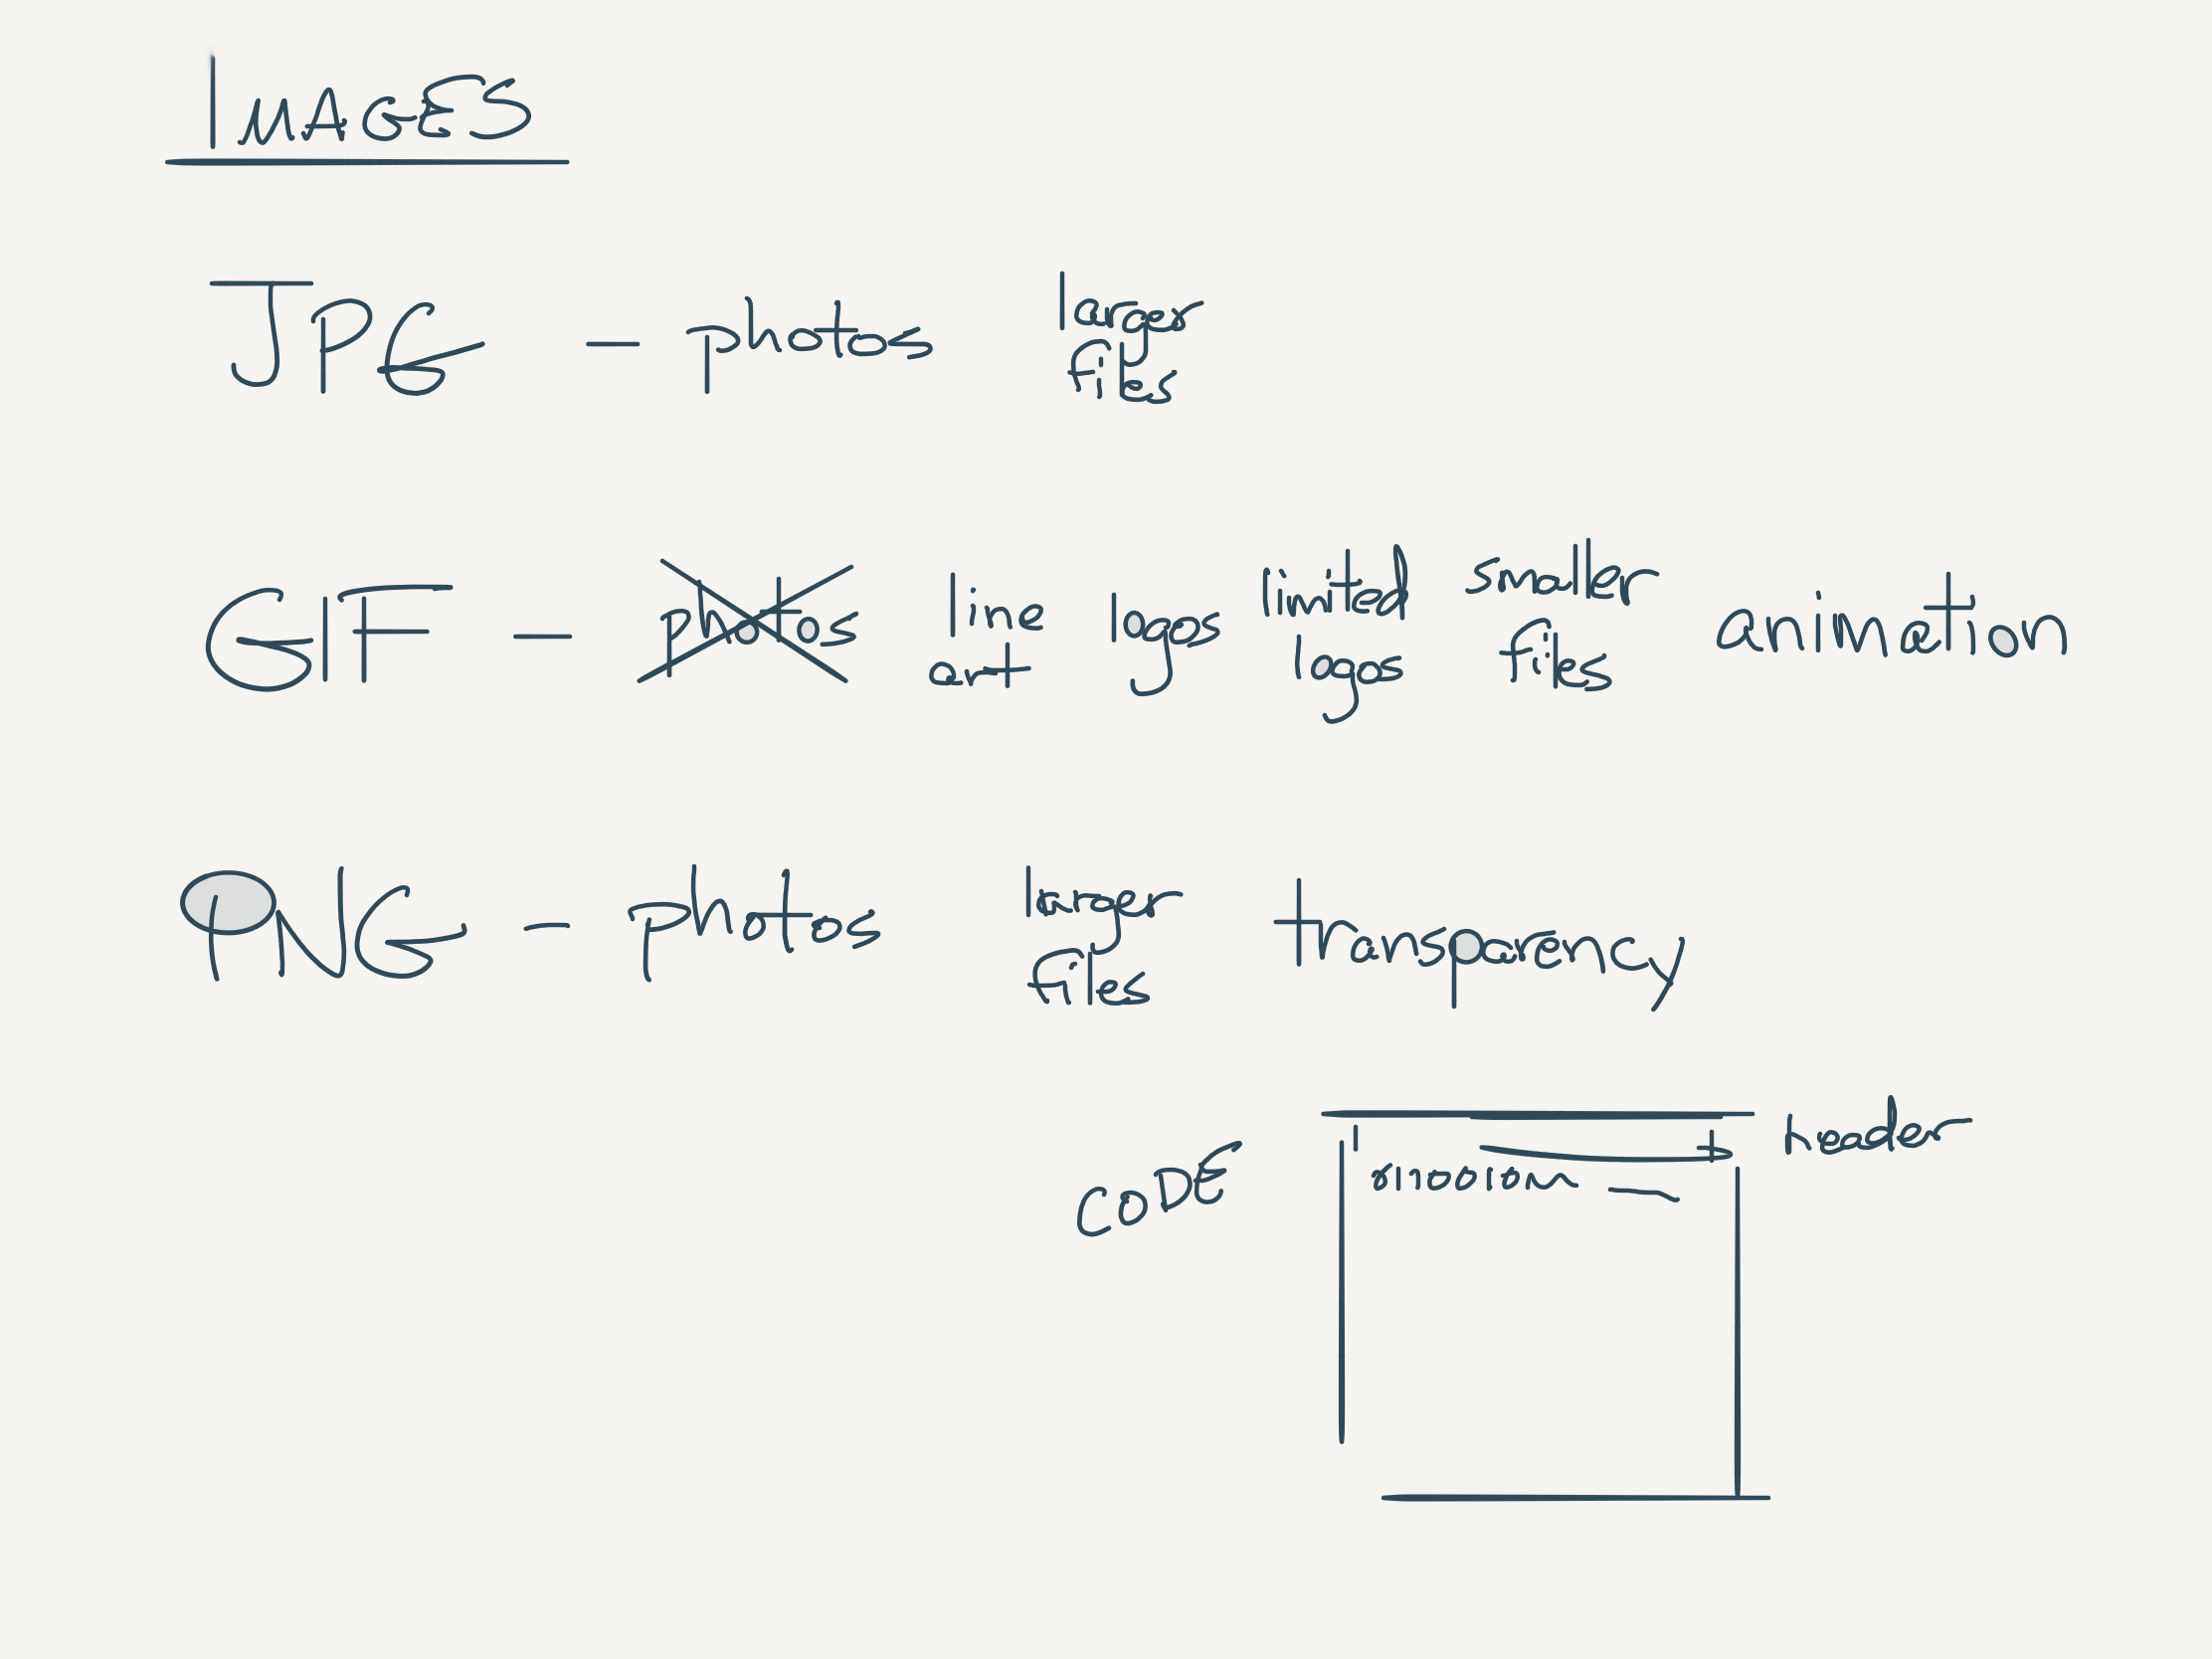 IMAGES
JPG — photos larger files
GIF — photos line art logos limited logos smaller files animation
PNG — photos larger files transparency
CODE header